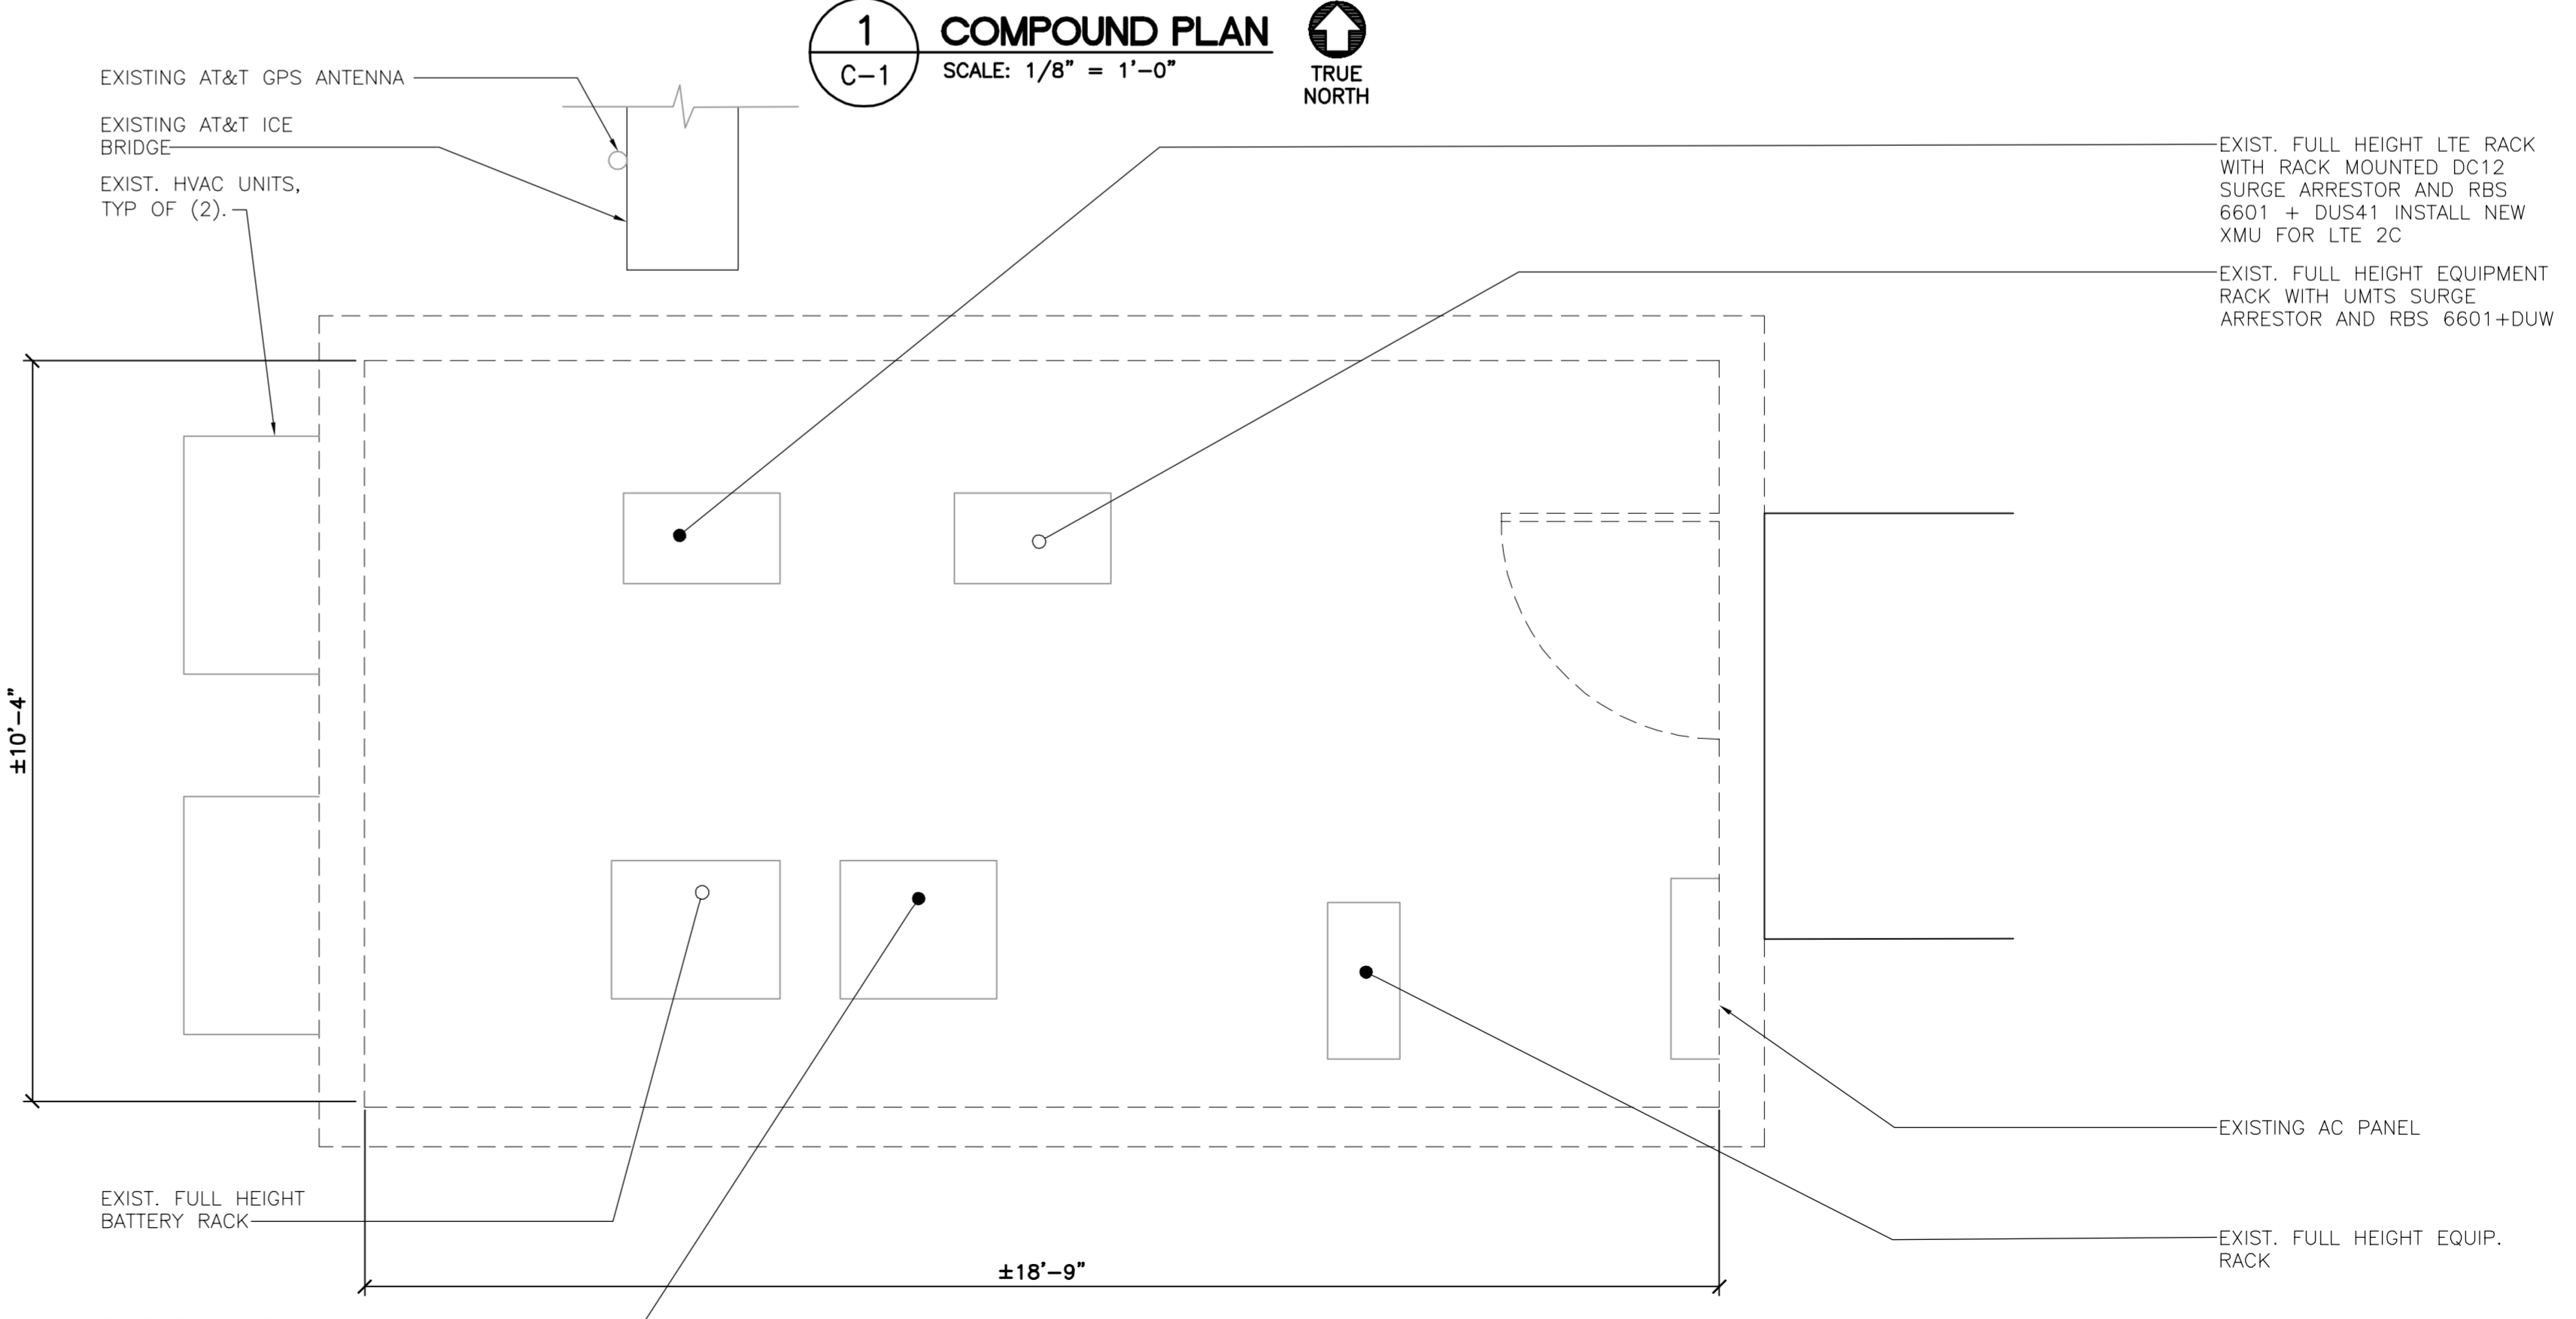 1
COMPOUND PLAN
C-1
SCALE: 1/8" = 1'-0"
TRUE
NORTH
EXISTING AT&T GPS ANTENNA
EXISTING AT&T ICE
BRIDGE
EXIST. HVAC UNITS,
TYP OF (2).
EXIST. FULL HEIGHT LTE RACK
WITH RACK MOUNTED DC12
SURGE ARRESTOR AND RBS
6601 + DUS41 INSTALL NEW
XMU FOR LTE 2C
EXIST. FULL HEIGHT EQUIPMENT
RACK WITH UMTS SURGE
ARRESTOR AND RBS 6601+DUW
±10'-4"
EXISTING AC PANEL
EXIST. FULL HEIGHT
BATTERY RACK
EXIST. FULL HEIGHT EQUIP.
RACK
±18'-9"